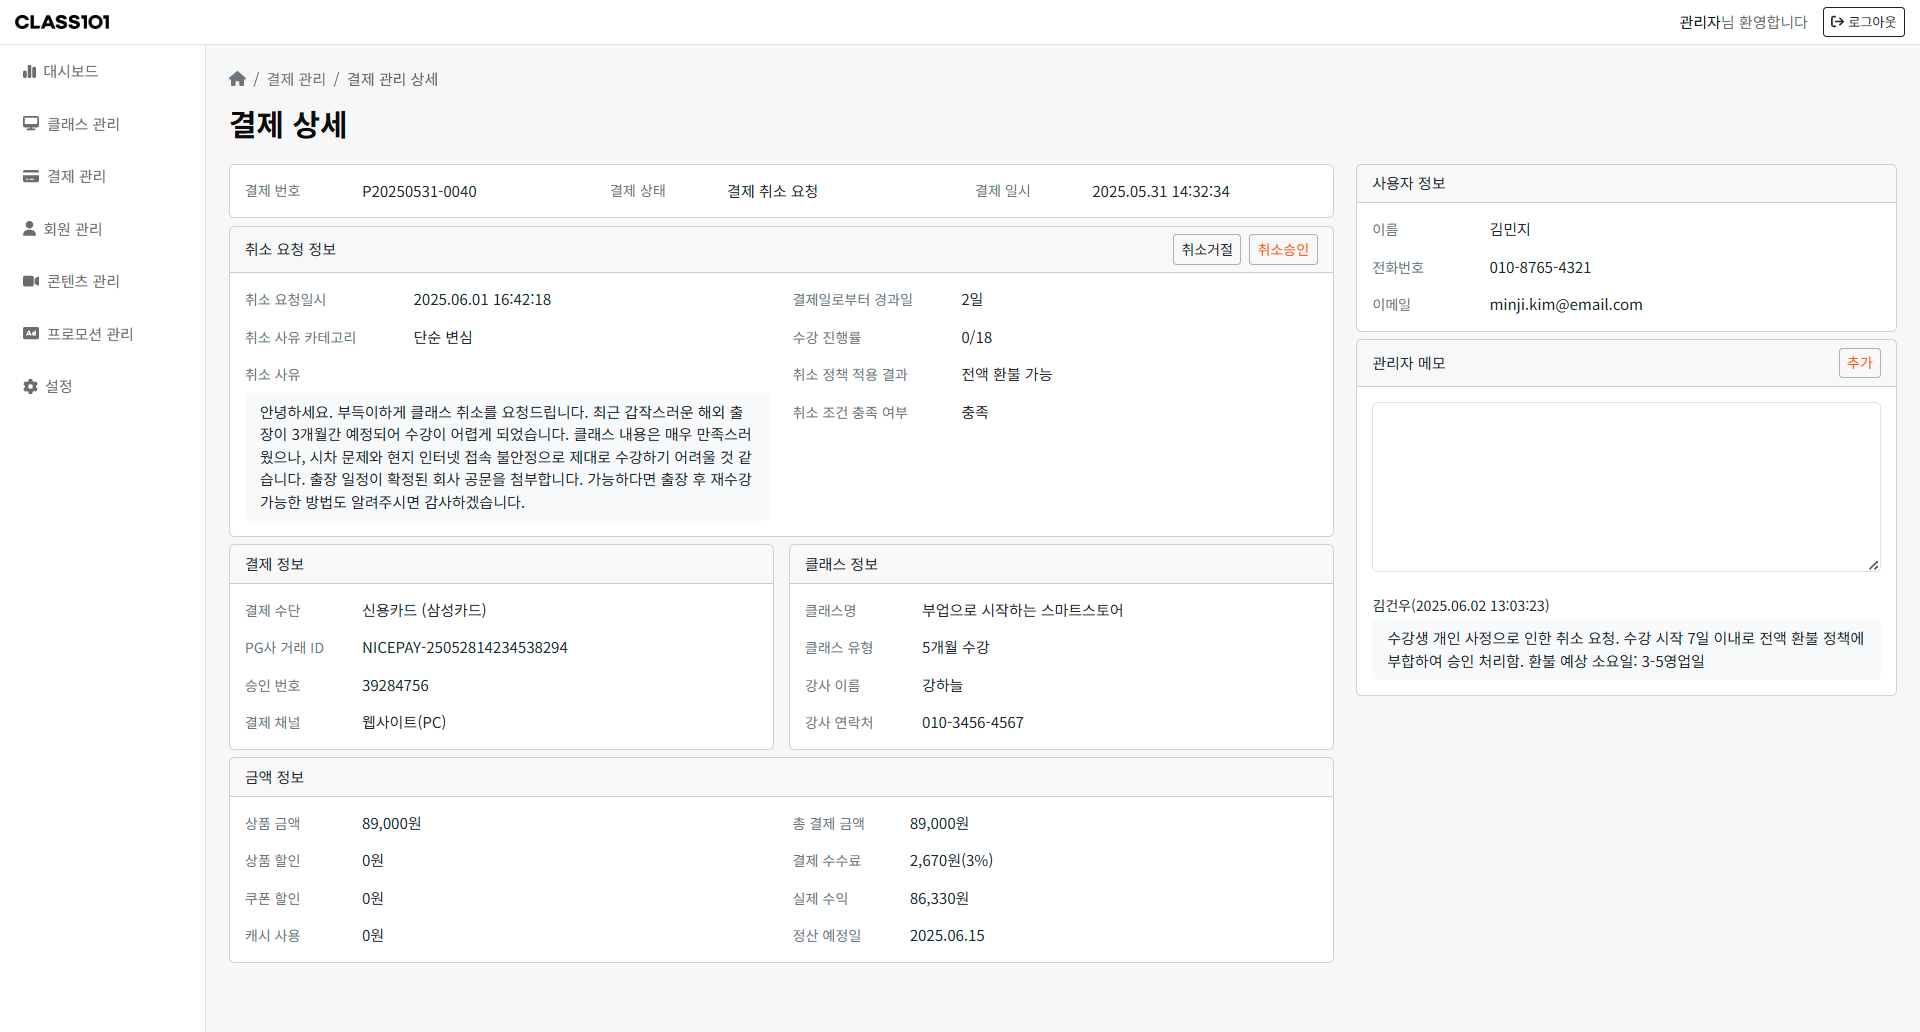 CLASS101
관리자님 환영합니다
로그아웃
대시보드
클래스 관리
결제 관리
회원 관리
콘텐츠 관리
Ad 프로모션 관리
설정
/ 결제 관리 / 결제 관리 상세
결제 상세
결제 번호 P20250531-0040 결제 상태 결제 취소 요청 결제 일시 2025.05.31 14:32:34
취소 요청 정보 취소거절 취소승인
취소 요청일시 2025.06.01 16:42:18
취소 사유 카테고리 단순 변심
취소 사유
안녕하세요. 부득이하게 클래스 취소를 요청드립니다. 최근 갑작스러운 해외 출
장이 3개월간 예정되어 수강이 어렵게 되었습니다. 클래스 내용은 매우 만족스러
웠으나, 시차 문제와 현지 인터넷 접속 불안정으로 제대로 수강하기 어려울 것 같
습니다. 출장 일정이 확정된 회사 공문을 첨부합니다. 가능하다면 출장 후 재수강
가능한 방법도 알려주시면 감사하겠습니다.
결제일로부터 경과일 2일
수강 진행률 0/18
취소 정책 적용 결과 전액 환불 가능
취소 조건 충족 여부 충족
결제 정보
결제 수단 신용카드 (삼성카드)
PG사 거래 ID NICEPAY-25052814234538294
승인 번호 39284756
결제 채널 웹사이트(PC)
클래스 정보
클래스명 부업으로 시작하는 스마트스토어
클래스 유형 5개월 수강
강사 이름 강하늘
강사 연락처 010-3456-4567
금액 정보
상품 금액 89,000원
상품 할인 0원
쿠폰 할인 0원
캐시 사용 0원
총 결제 금액 89,000원
결제 수수료 2,670원(3%)
실제 수익 86,330원
정산 예정일 2025.06.15
사용자 정보
이름 김민지
전화번호 010-8765-4321
이메일 minji.kim@email.com
관리자 메모 추가
김건우(2025.06.02 13:03:23)
수강생 개인 사정으로 인한 취소 요청. 수강 시작 7일 이내로 전액 환불 정책에
부합하여 승인 처리함. 환불 예상 소요일: 3-5영업일